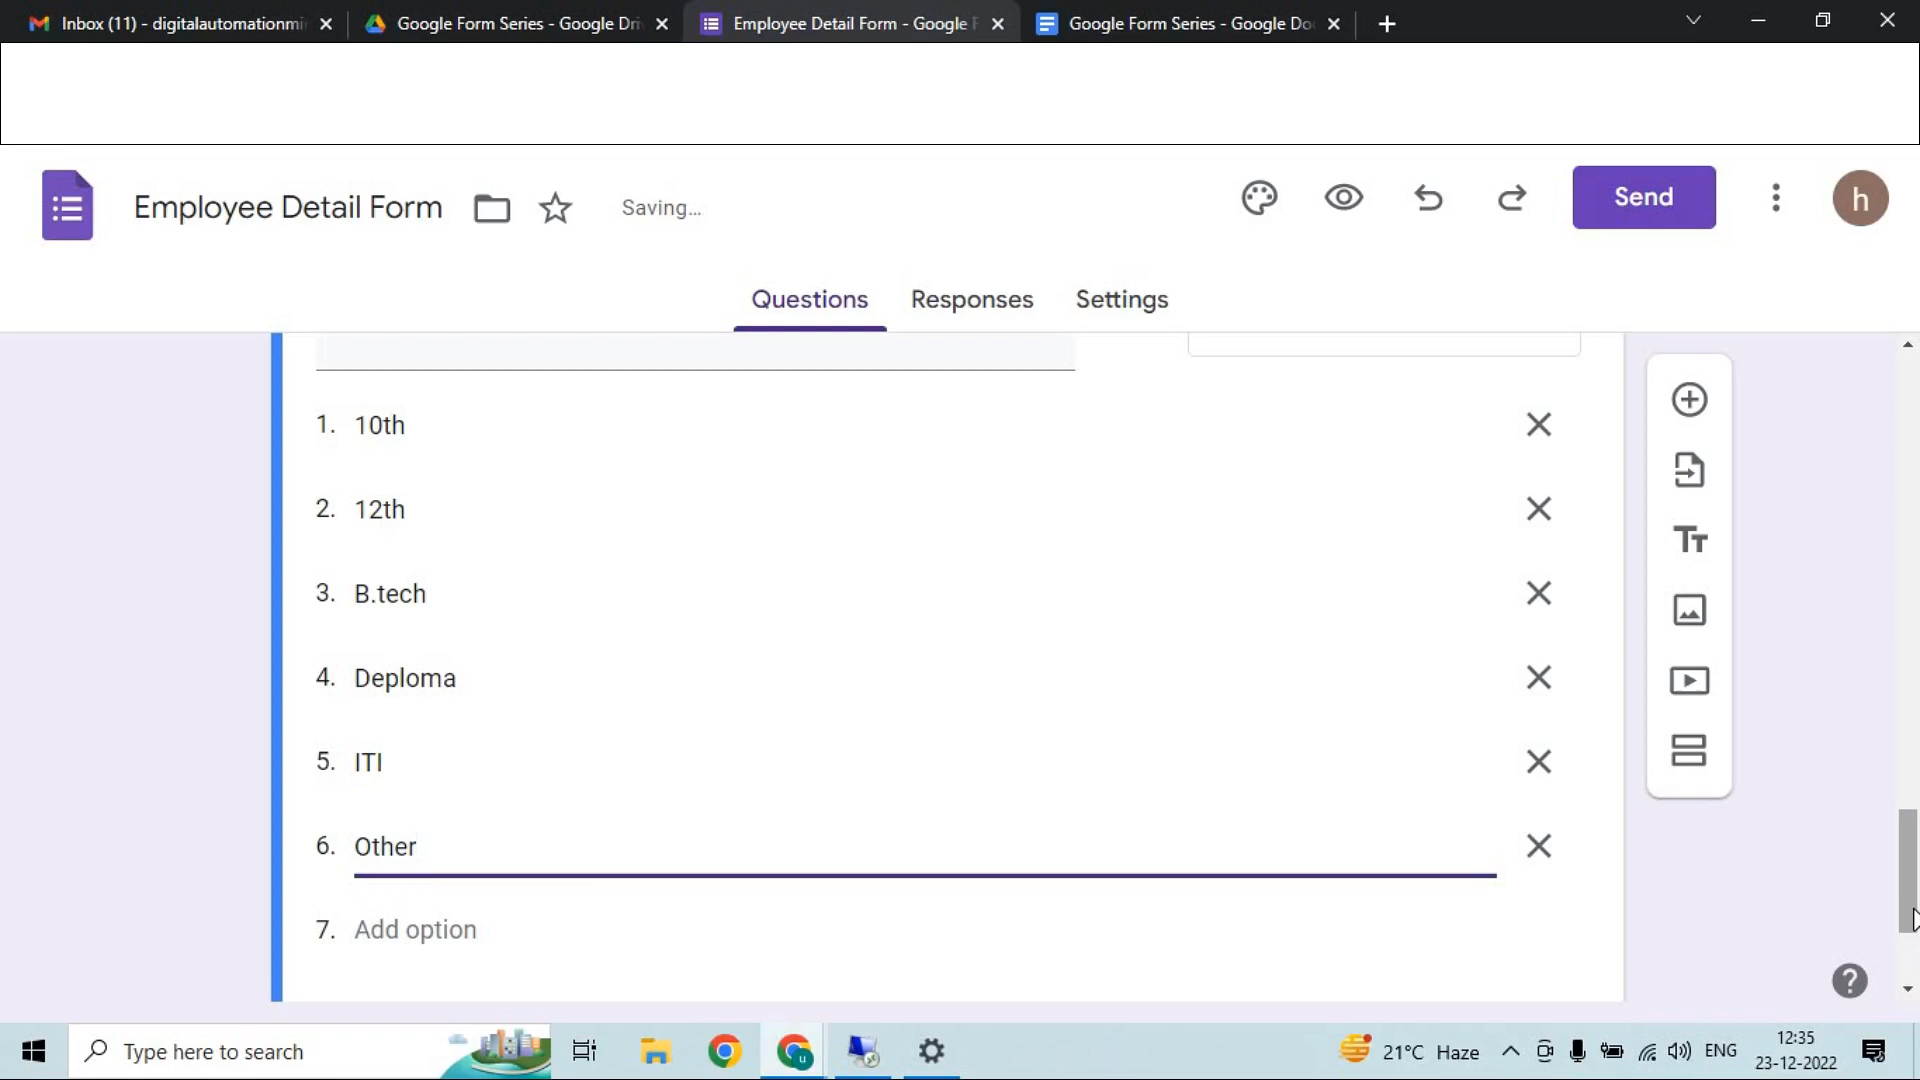 Inbox (11) - digitalautomationmi
Google Form Series - Google Dri
Employee Detail Form - Google F
Google Form Series - Google Do
Employee Detail Form
Saving...
Send
h
Questions
Responses
Settings
1. 10th
2. 12th
3. B.tech
4. Deploma
5. ITI
6. Other
7. Add option
Type here to search
u
21°C Haze
ENG
12:35
23-12-2022